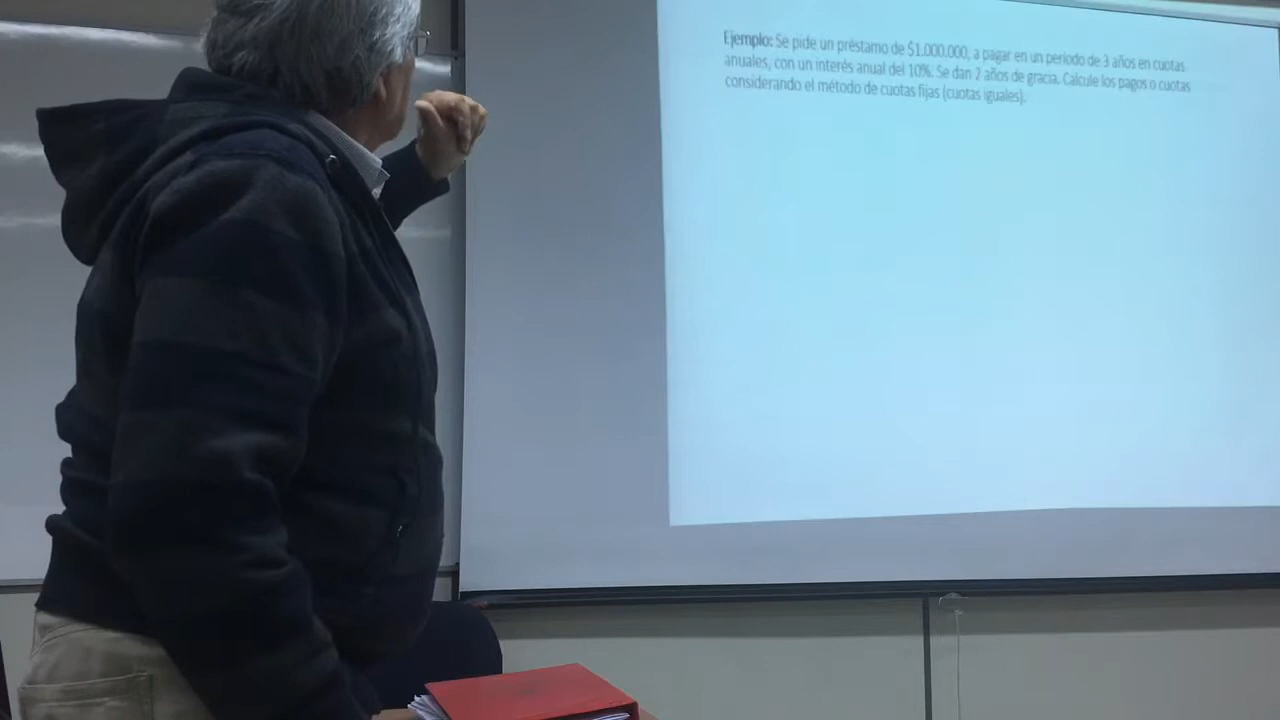 Ejemplo: Se pide un préstamo de $1.000.000, a pagar en un periodo de 3 años en cuotas
anuales, con un interés anual del 10%. Se dan 2 años de gracia. Calcule los pagos o cuotas
considerando el método de cuotas fijas (cuotas iguales).